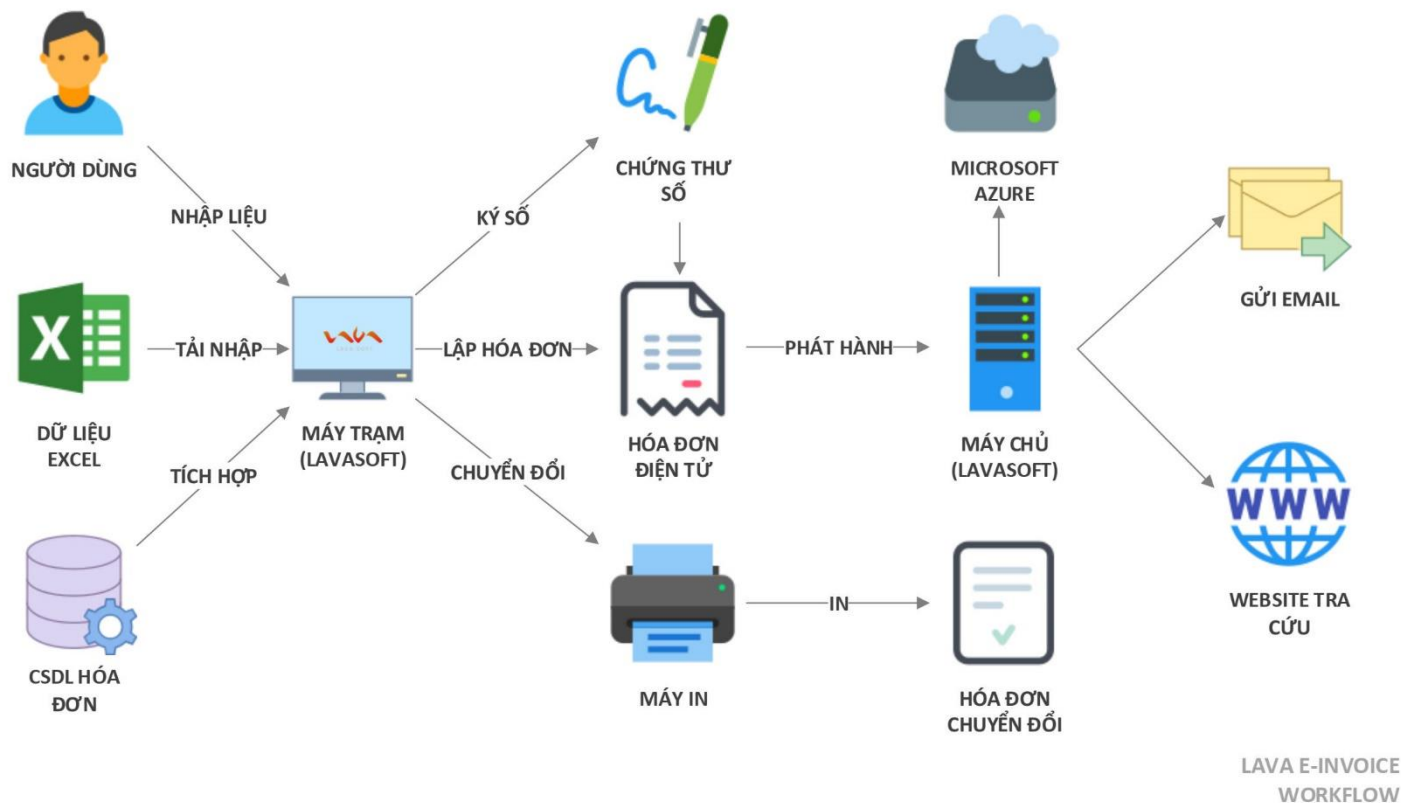 NGƯỜI DÙNG
CHỨNG THƯ
SỐ
MICROSOFT
AZURE
NHẬP LIỆU
KÝ SỐ
GỬI EMAIL
X
TẢI NHẬP
LẬP HÓA ĐƠN
PHÁT HÀNH
DỮ LIỆU
EXCEL
MÁY TRẠM
(LAVASOFT)
HÓA ĐƠN
ĐIỆN TỬ
MÁY CHỦ
(LAVASOFT)
TÍCH HỢP
CHUYỂN ĐỔI
WWW
IN
WEBSITE TRA
CỨU
CSDL HÓA
ĐƠN
MÁY IN
HÓA ĐƠN
CHUYỂN ĐỔI
LAVA E-INVOICE
WORKFLOW